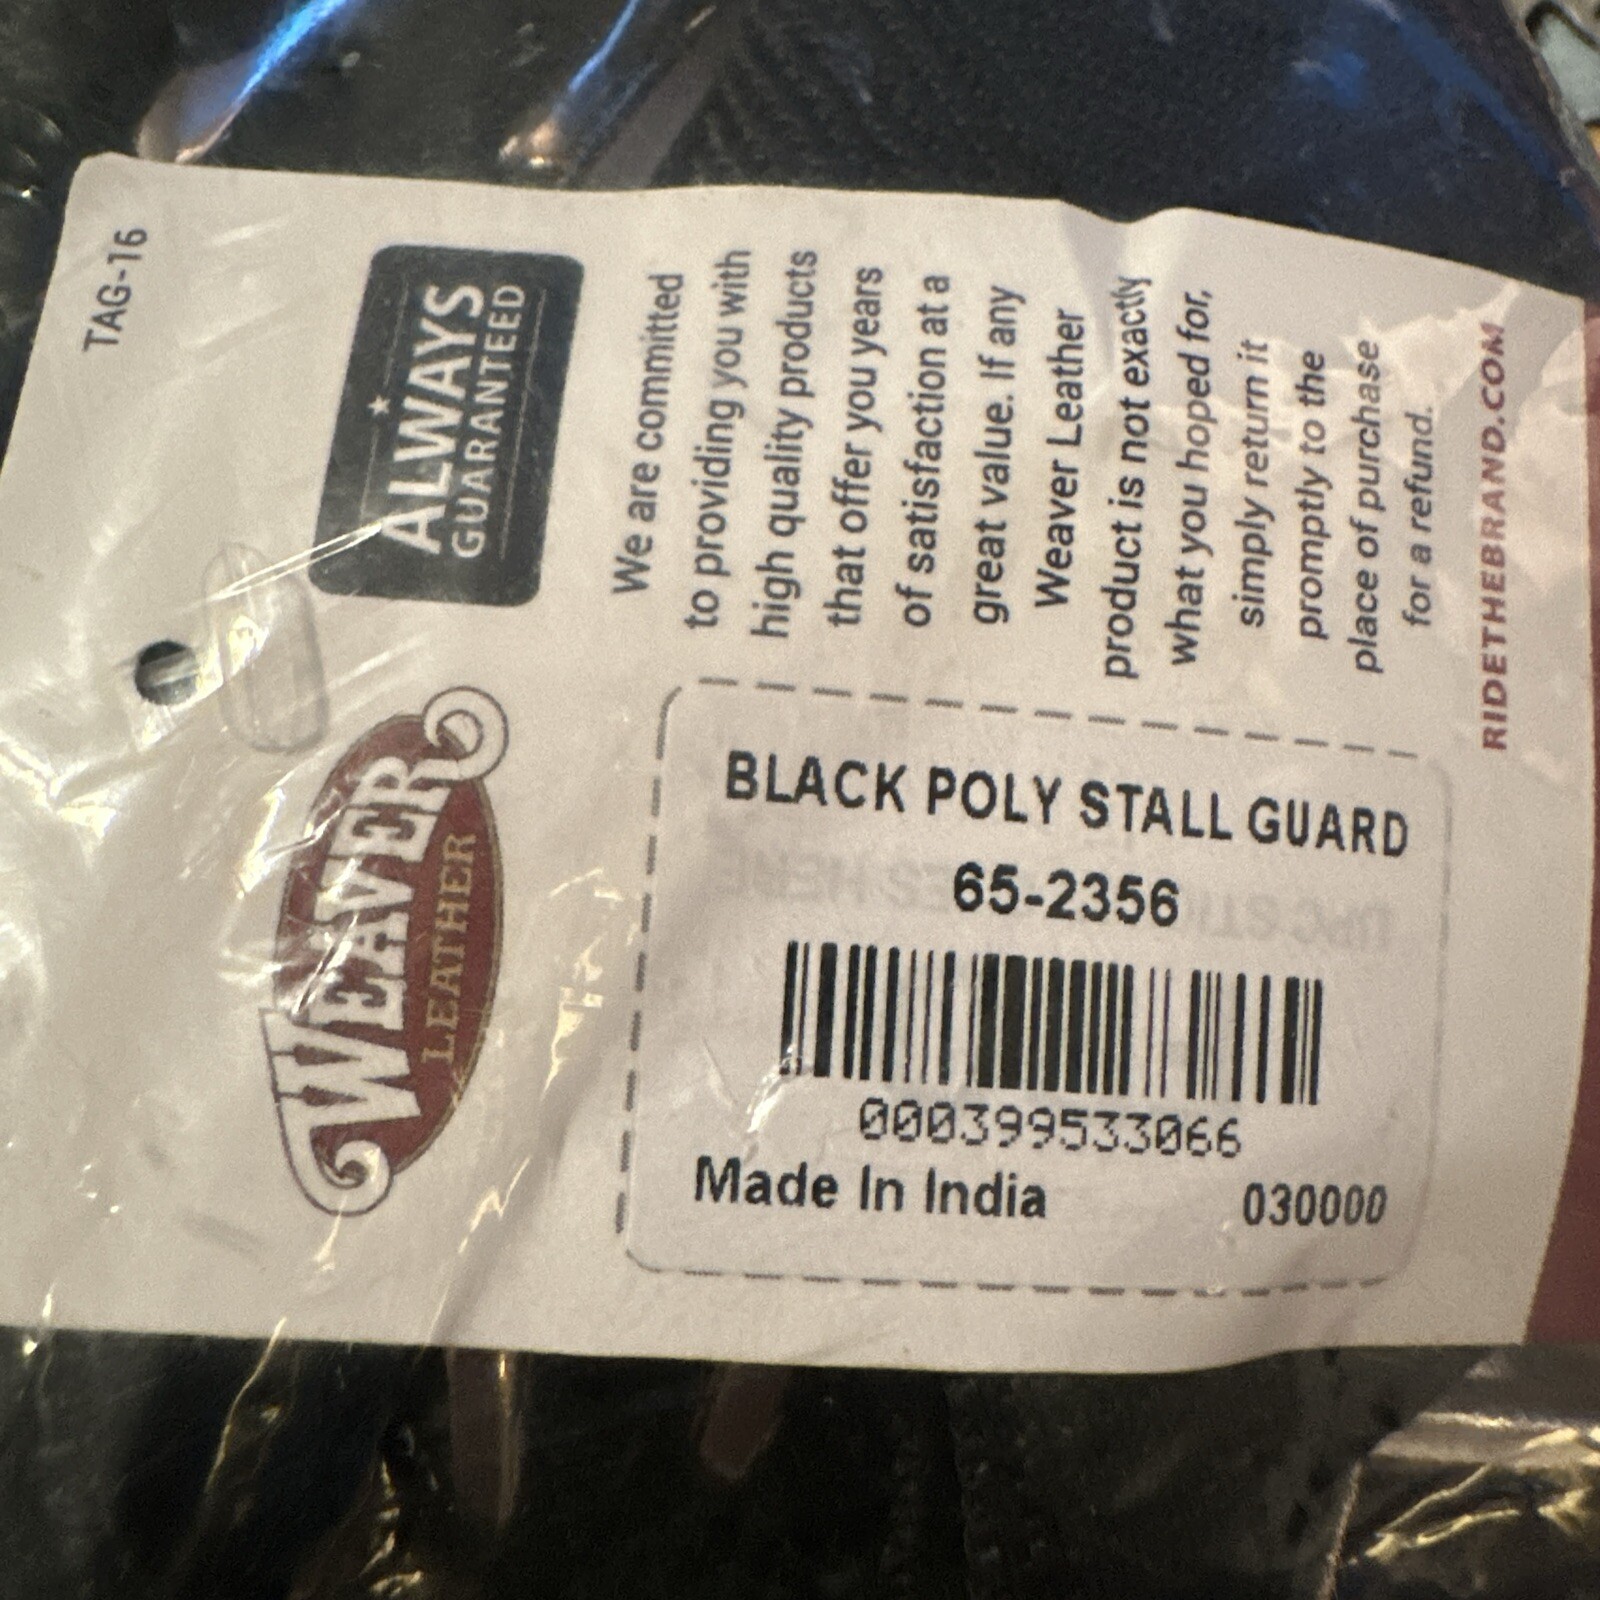 TAG-16
WEAVER
LEATHER
ALWAYS
GUARANTEED
We are committed
to providing you with
high quality products
that offer you years
of satisfaction at a
great value. If any
Weaver Leather
product is not exactly
what you hoped for,
simply return it
promptly to the
place of purchase
for a refund.
BLACK POLY STALL GUARD
65-2356
000399533066
Made In India 030000
RIDETHEBRAND.COM